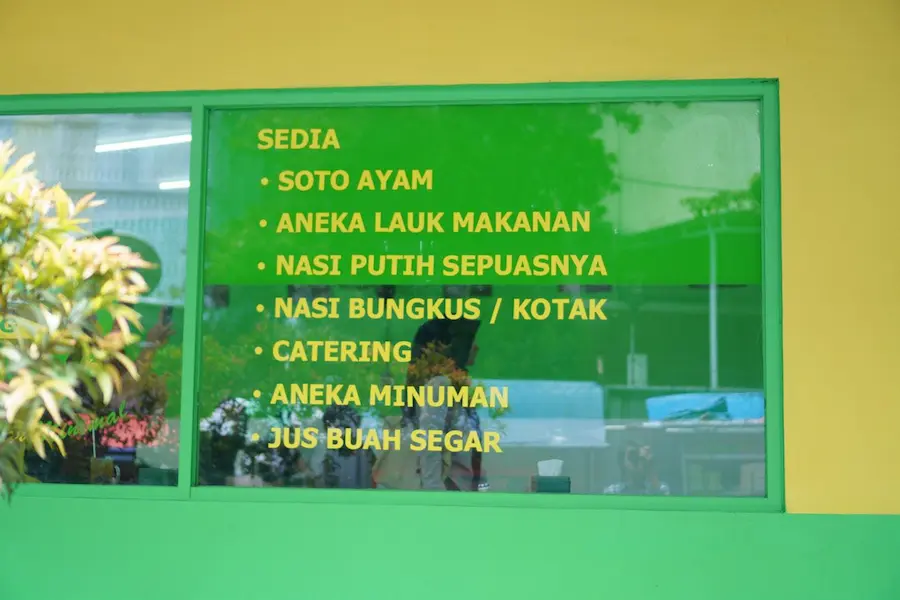 SEDIA
• SOTO AYAM
• ANEKA LAUK MAKANAN
• NASI PUTIH SEPUASNYA
• NASI BUNGKUS / KOTAK
• CATERING
• ANEKA MINUMAN
• JUS BUAH SEGAR